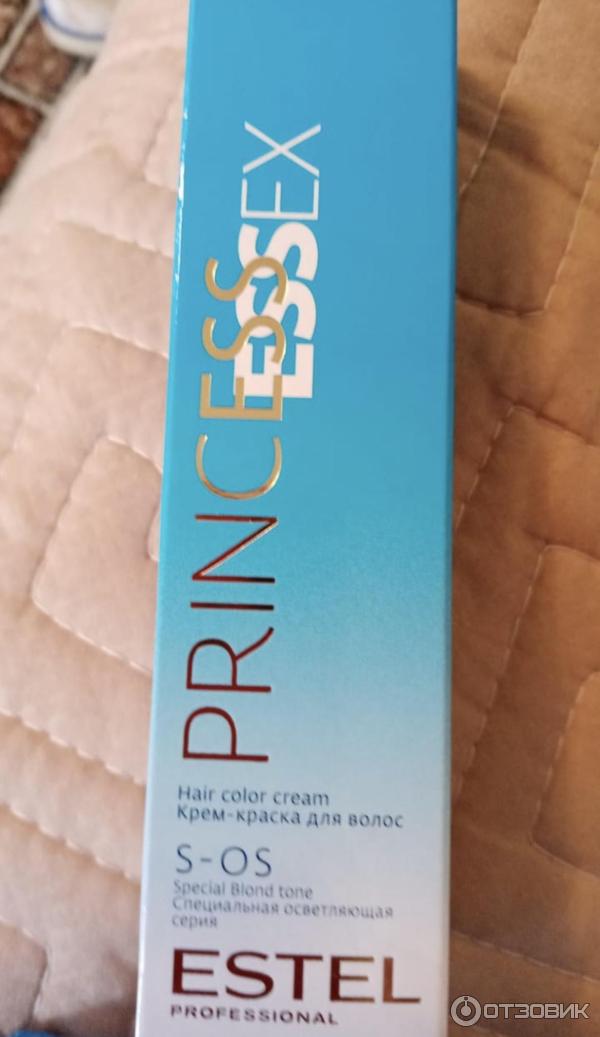 PRINCESS
ESSEX
Hair color cream
Крем-краска для волос
S-OS
Special Blond tone
Специальная осветляющая
серия
ESTEL
PROFESSIONAL
ОТЗОВИК